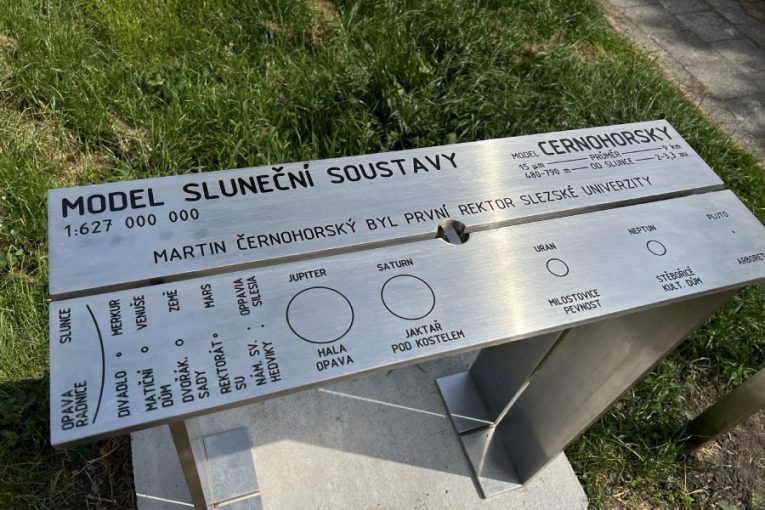 MODEL SLUNEČNÍ SOUSTAVY
1:627 000 000
MODEL ČERNOHORSKY
15 µm PRŮMĚR 9 km
480-790 m OD SLUNCE 2-3,3 au
MARTIN ČERNOHORSKÝ BYL PRVNÍ REKTOR SLEZSKÉ UNIVERZITY
SLUNCE
OPAVA
RADNICE
MERKUR
DIVADLO
VENUŠE
MATIČNÍ
DŮM
ZEMĚ
DVOŘÁK.
SADY
MARS
REKTORÁT
SU
OPAVIA
SILESIA
NÁM. SV.
HEDVIKY
JUPITER
HALA
OPAVA
SATURN
JAKTAŘ
POD KOSTELEM
URAN
MILOSTOVICE
PEVNOST
NEPTUN
STĚBOŘICE
KULT. DŮM
PLUTO